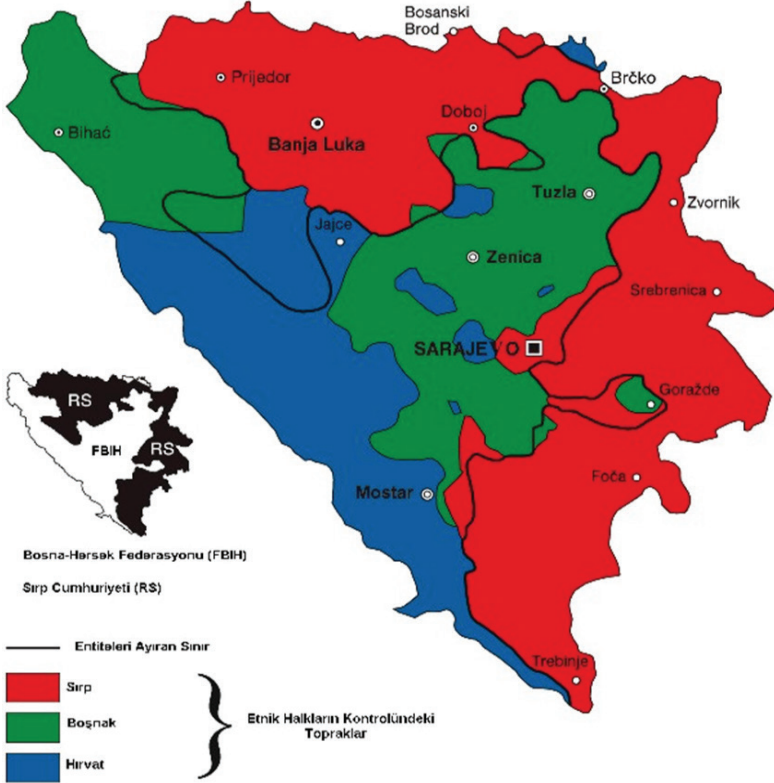 Bosanski
Brod
Prijedor
Brčko
Doboj
Bihać
Banja Luka
Tuzla
Zvornik
Jajce
Zenica
Srebrenica
SARAJEVO
Goražde
RS
FBIH
RS
Foča
Mostar
Bosna-Hersek Federasyonu (FBIH)
Sırp Cumhuriyeti (RS)
Entiteleri Ayıran Sınır
Trebinje
Sırp
Boşnak
Hırvat
Etnik Halkların Kontrolündeki
Topraklar